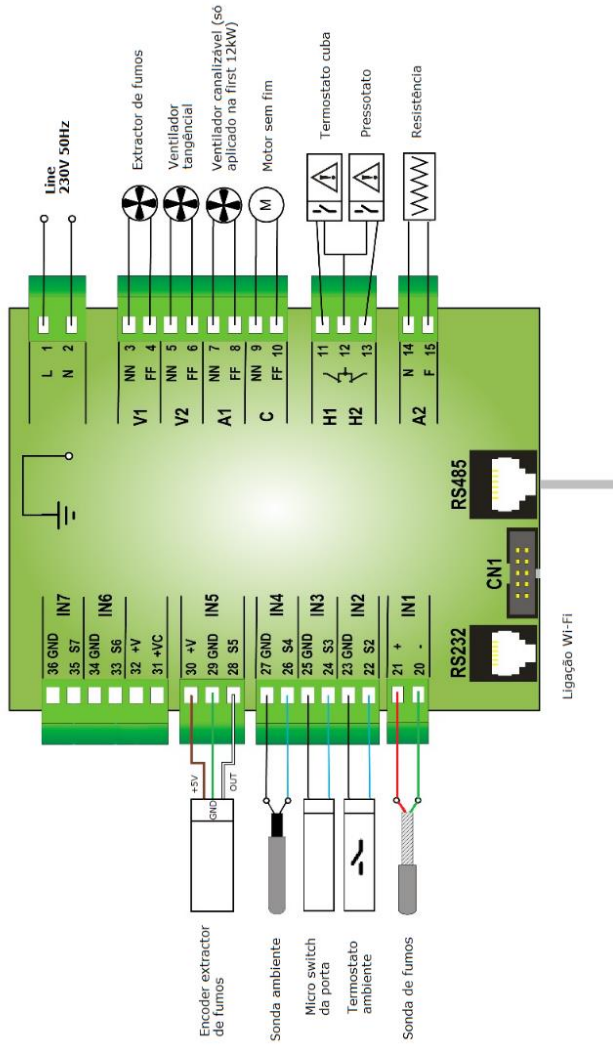 Line
230V 50Hz
Extractor de fumos
Ventilador
tangêncial
Ventilador canalizável (só
aplicado na first 12kW)
Motor sem fim
M
Termostato cuba
Pressotato
Resistência
L 1
N 2
V1
NN 3
FF 4
V2
NN 5
FF 6
A1
NN 7
FF 8
C
NN 9
FF 10
H1
H2
11
12
13
A2
N 14
F 15
IN7
36 GND
35 S7
IN6
34 GND
33 S6
32 +V
31 +VC
IN5
30 +V
29 GND
28 S5
IN4
27 GND
26 S4
IN3
25 GND
24 S3
IN2
23 GND
22 S2
IN1
21 +
20 -
RS232
CN1
RS485
+5V
GND
OUT
Encoder extractor
de fumos
Sonda ambiente
Micro switch
da porta
Termostato
ambiente
Sonda de fumos
Ligação Wi-Fi